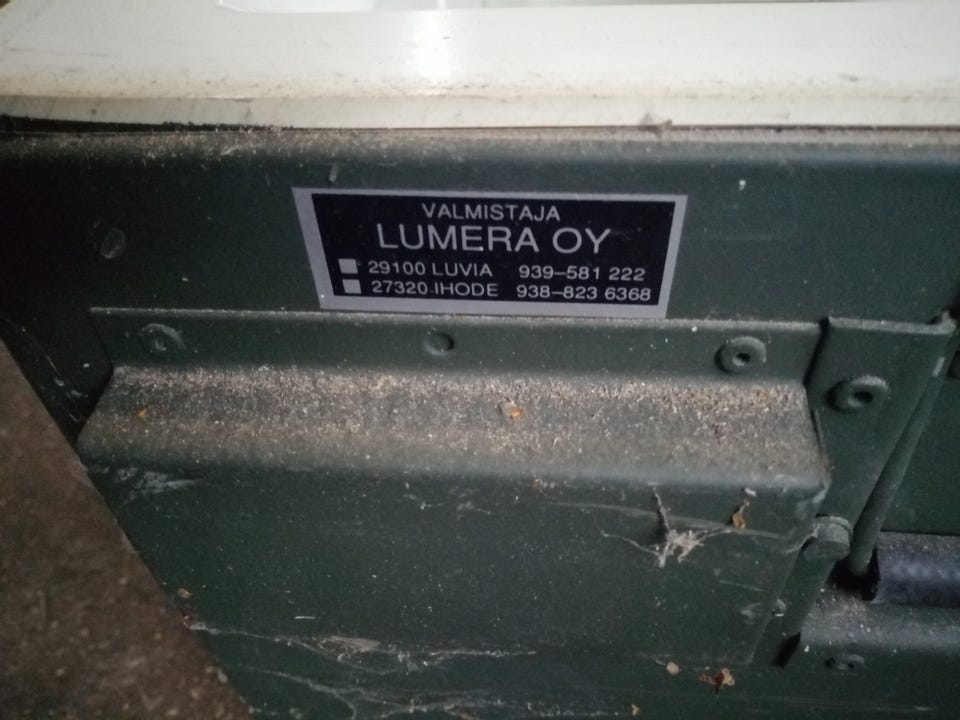 VALMISTAJA
LUMERA OY
29100 LUVIA 939–581 222
27320 IHODE 938–823 6368